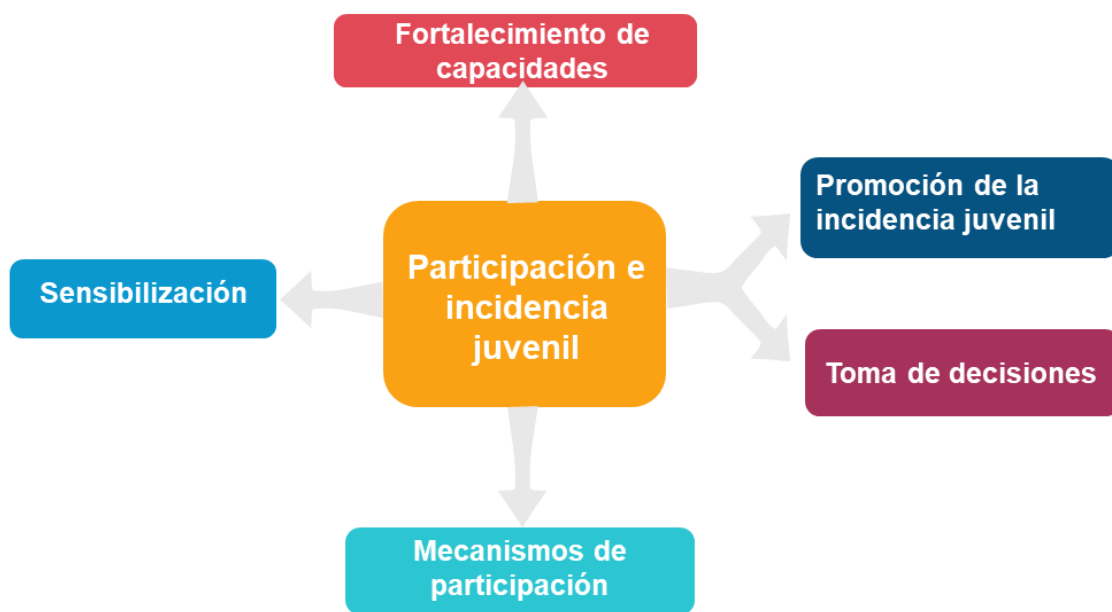 Fortalecimiento de
capacidades
Promoción de la
incidencia juvenil
Participación e
incidencia
juvenil
Sensibilización
Toma de decisiones
Mecanismos de
participación